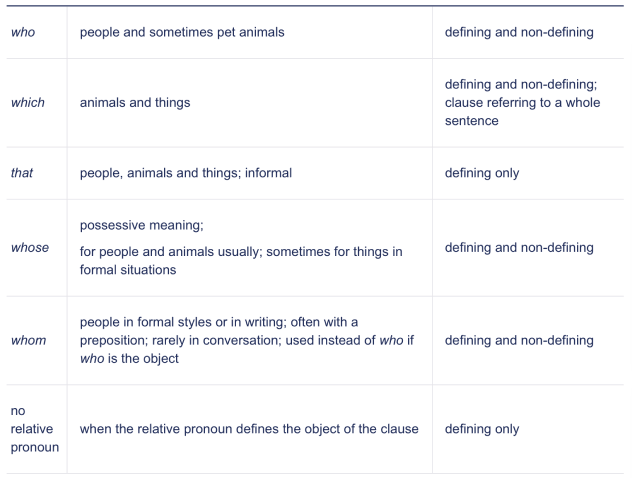 who people and sometimes pet animals defining and non-defining
which animals and things defining and non-defining;
clause referring to a whole
sentence
that people, animals and things; informal defining only
whose possessive meaning;
for people and animals usually; sometimes for things in
formal situations defining and non-defining
whom people in formal styles or in writing; often with a
preposition; rarely in conversation; used instead of who if
who is the object defining and non-defining
no
relative
pronoun when the relative pronoun defines the object of the clause defining only